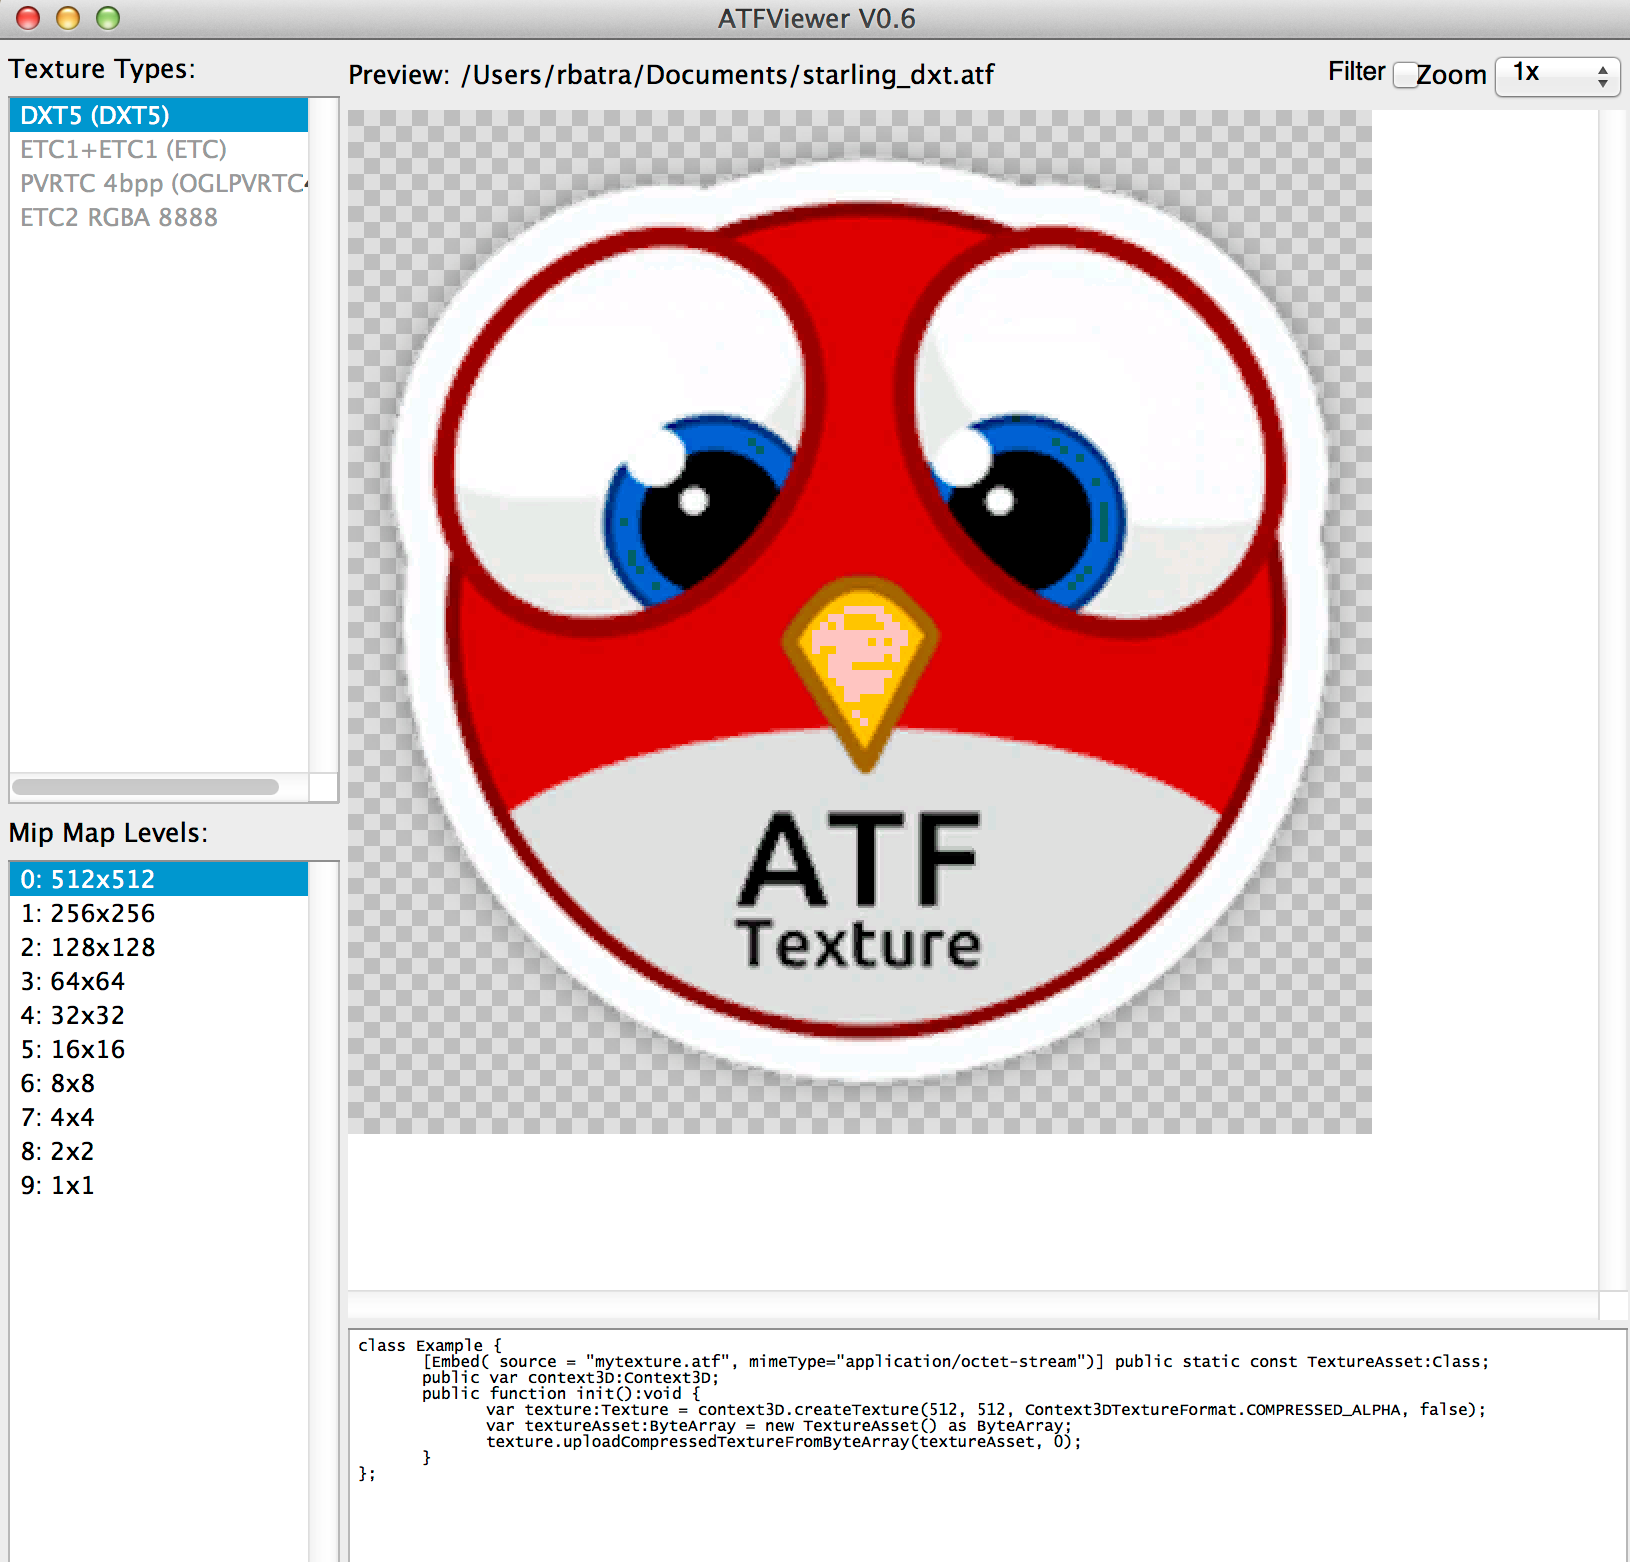 ATFViewer V0.6
Texture Types:
DXT5 (DXT5)
ETC1+ETC1 (ETC)
PVRTC 4bpp (OGLPVRTC4
ETC2 RGBA 8888
Mip Map Levels:
0: 512x512
1: 256x256
2: 128x128
3: 64x64
4: 32x32
5: 16x16
6: 8x8
7: 4x4
8: 2x2
9: 1x1
Preview: /Users/rbatra/Documents/starling_dxt.atf
Filter Zoom 1x
ATF
Texture
class Example {
[Embed( source = "mytexture.atf", mimeType="application/octet-stream")] public static const TextureAsset:Class;
public var context3D:Context3D;
public function init():void {
var texture:Texture = context3D.createTexture(512, 512, Context3DTextureFormat.COMPRESSED_ALPHA, false);
var textureAsset:ByteArray = new TextureAsset() as ByteArray;
texture.uploadCompressedTextureFromByteArray(textureAsset, 0);
}
};